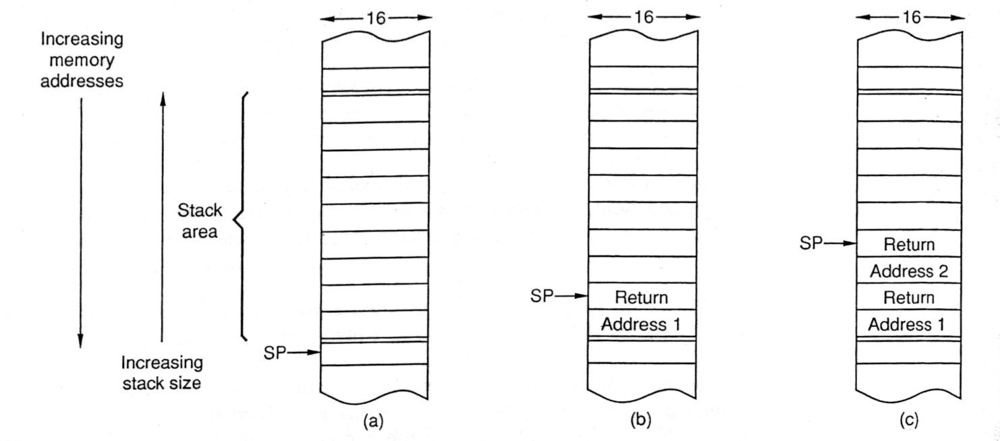 Increasing
memory
addresses
Stack
area
Increasing
stack size
16
SP
(a)
16
SP
Return
Address 1
(b)
16
SP
Return
Address 2
Return
Address 1
(c)